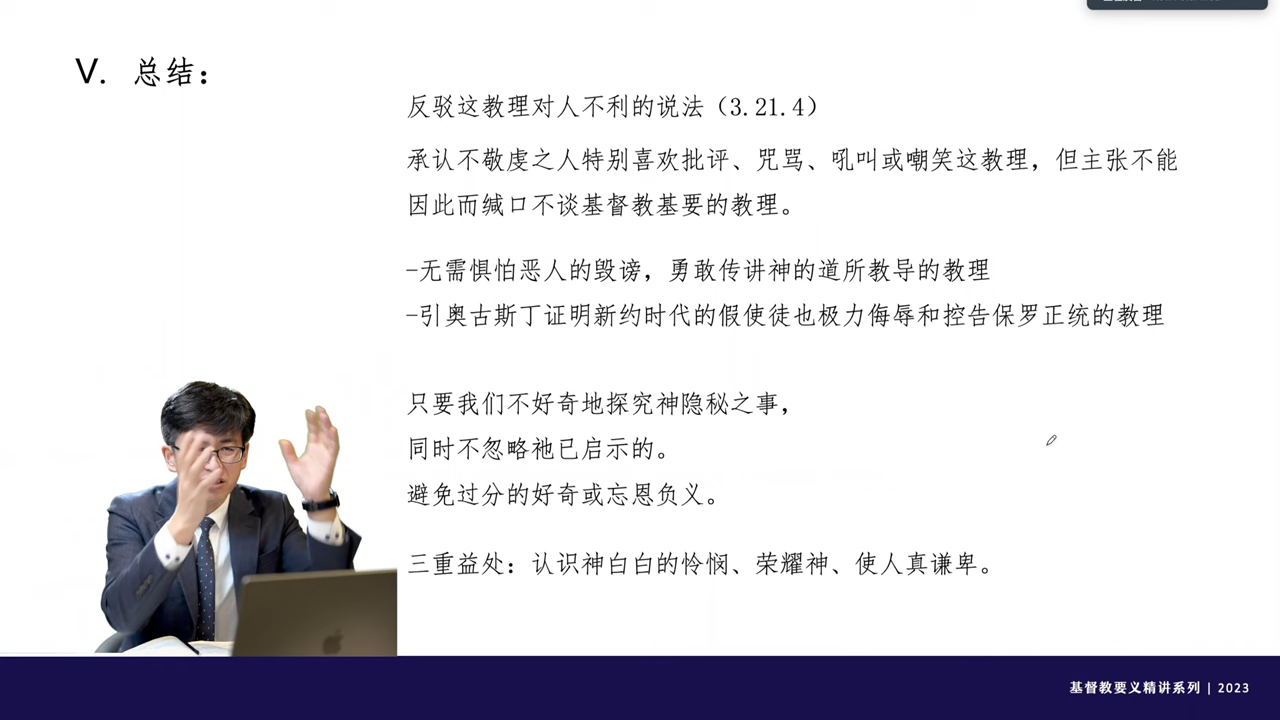 V. 总结：
反驳这教理对人不利的说法（3.21.4）
承认不敬虔之人特别喜欢批评、咒骂、吼叫或嘲笑这教理，但主张不能
因此而缄口不谈基督教基要的教理。
-无需惧怕恶人的毁谤，勇敢传讲神的道所教导的教理
-引奥古斯丁证明新约时代的假使徒也极力侮辱和控告保罗正统的教理
只要我们不好奇地探究神隐秘之事，
同时不忽略祂已启示的。
避免过分的好奇或忘恩负义。
三重益处：认识神白白的怜悯、荣耀神、使人真谦卑。
基督教要义精讲系列 | 2023